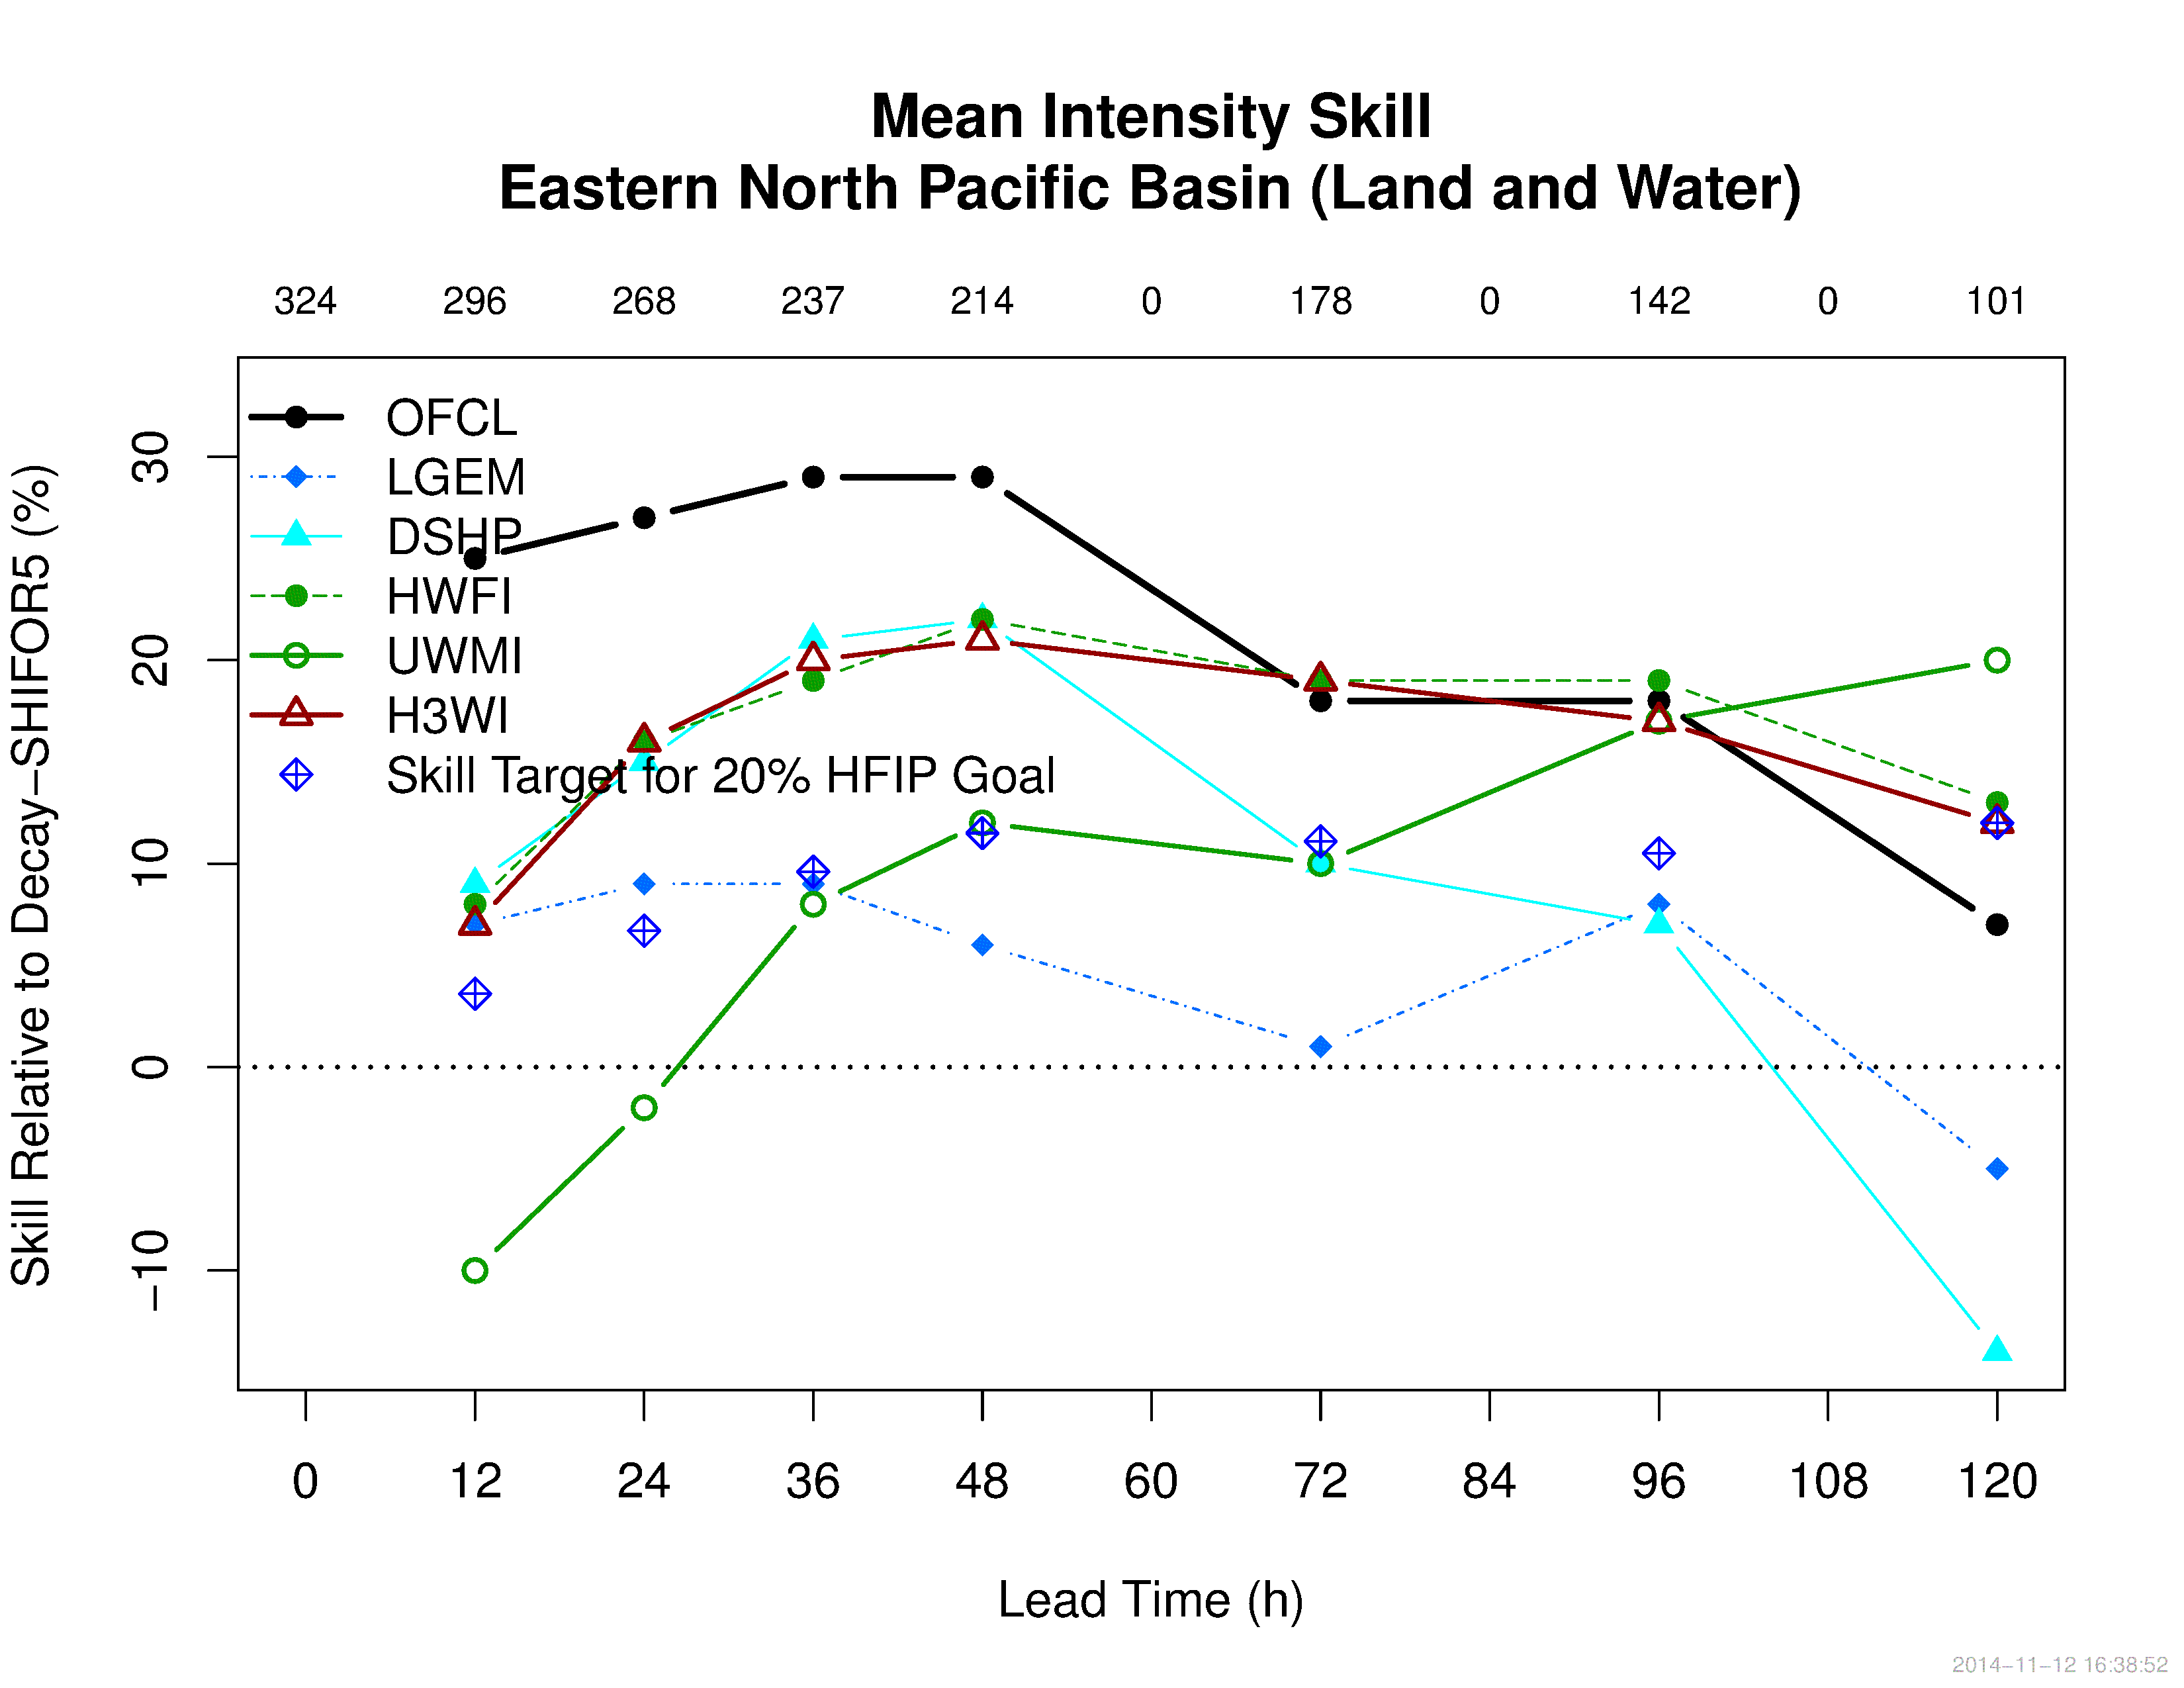 Mean Intensity Skill
Eastern North Pacific Basin (Land and Water)
324 296 268 237 214 0 178 0 142 0 101
OFCL
LGEM
DSHP
HWFI
UWMI
H3WI
Skill Target for 20% HFIP Goal
Skill Relative to Decay−SHIFOR5 (%)
30
20
10
0
−10
0 12 24 36 48 60 72 84 96 108 120
Lead Time (h)
2014−11−12 16:38:52